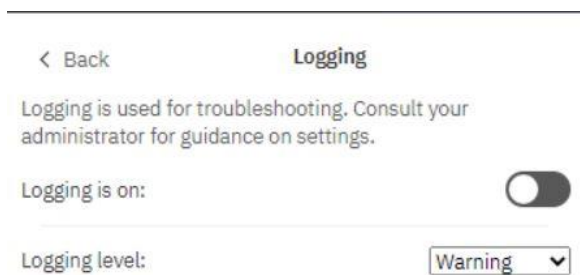 Back
Logging
Logging is used for troubleshooting. Consult your
administrator for guidance on settings.
Logging is on:
Logging level:
Warning